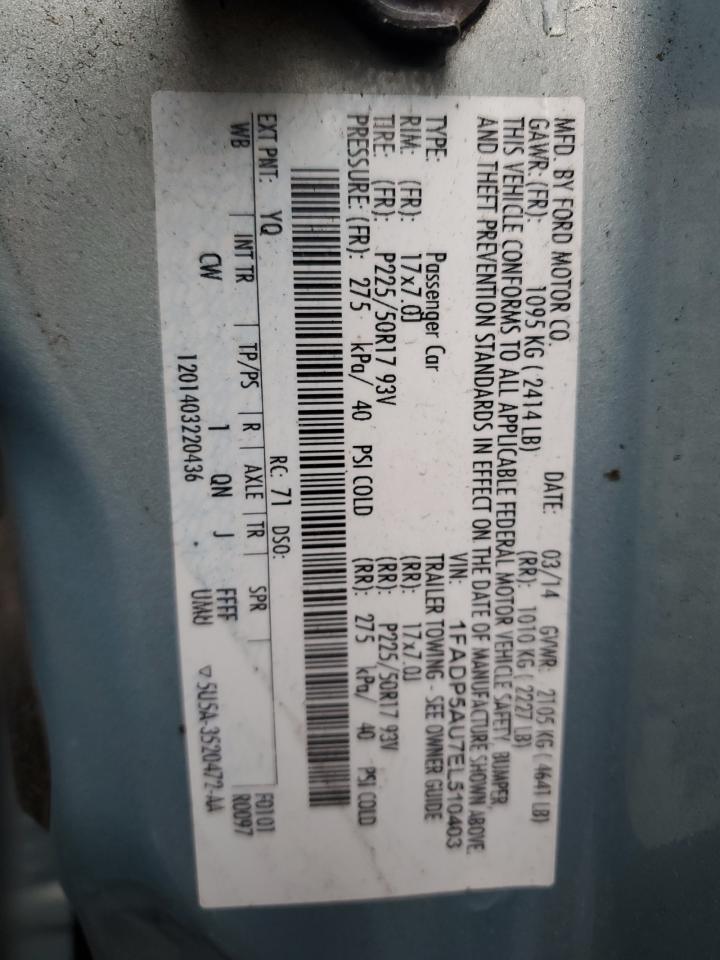 MFD. BY FORD MOTOR CO. DATE: 03/14 GVWR: 2105 KG ( 4641 LB)
GAWR: (FR): 1095 KG ( 2414 LB) (RR): 1010 KG ( 2227 LB)
THIS VEHICLE CONFORMS TO ALL APPLICABLE FEDERAL MOTOR VEHICLE SAFETY, BUMPER,
AND THEFT PREVENTION STANDARDS IN EFFECT ON THE DATE OF MANUFACTURE SHOWN ABOVE.
VIN: 1FADP5AU7EL510403
TYPE: Passenger Car TRAILER TOWING - SEE OWNER GUIDE
RIM: (FR): 17x7.0J (RR): 17x7.0J
TIRE: (FR): P225/50R17 93V (RR): P225/50R17 93V
PRESSURE: (FR): 275 kPa/ 40 PSI COLD (RR): 275 kPa/ 40 PSI COLD
EXT PNT: YQ RC: 71 DSO: F0101
WB INT TR TP/PS R AXLE TR SPR R0097
CW 1 QN J FFFF
1201403220436 ▽5U5A-3520472-AA